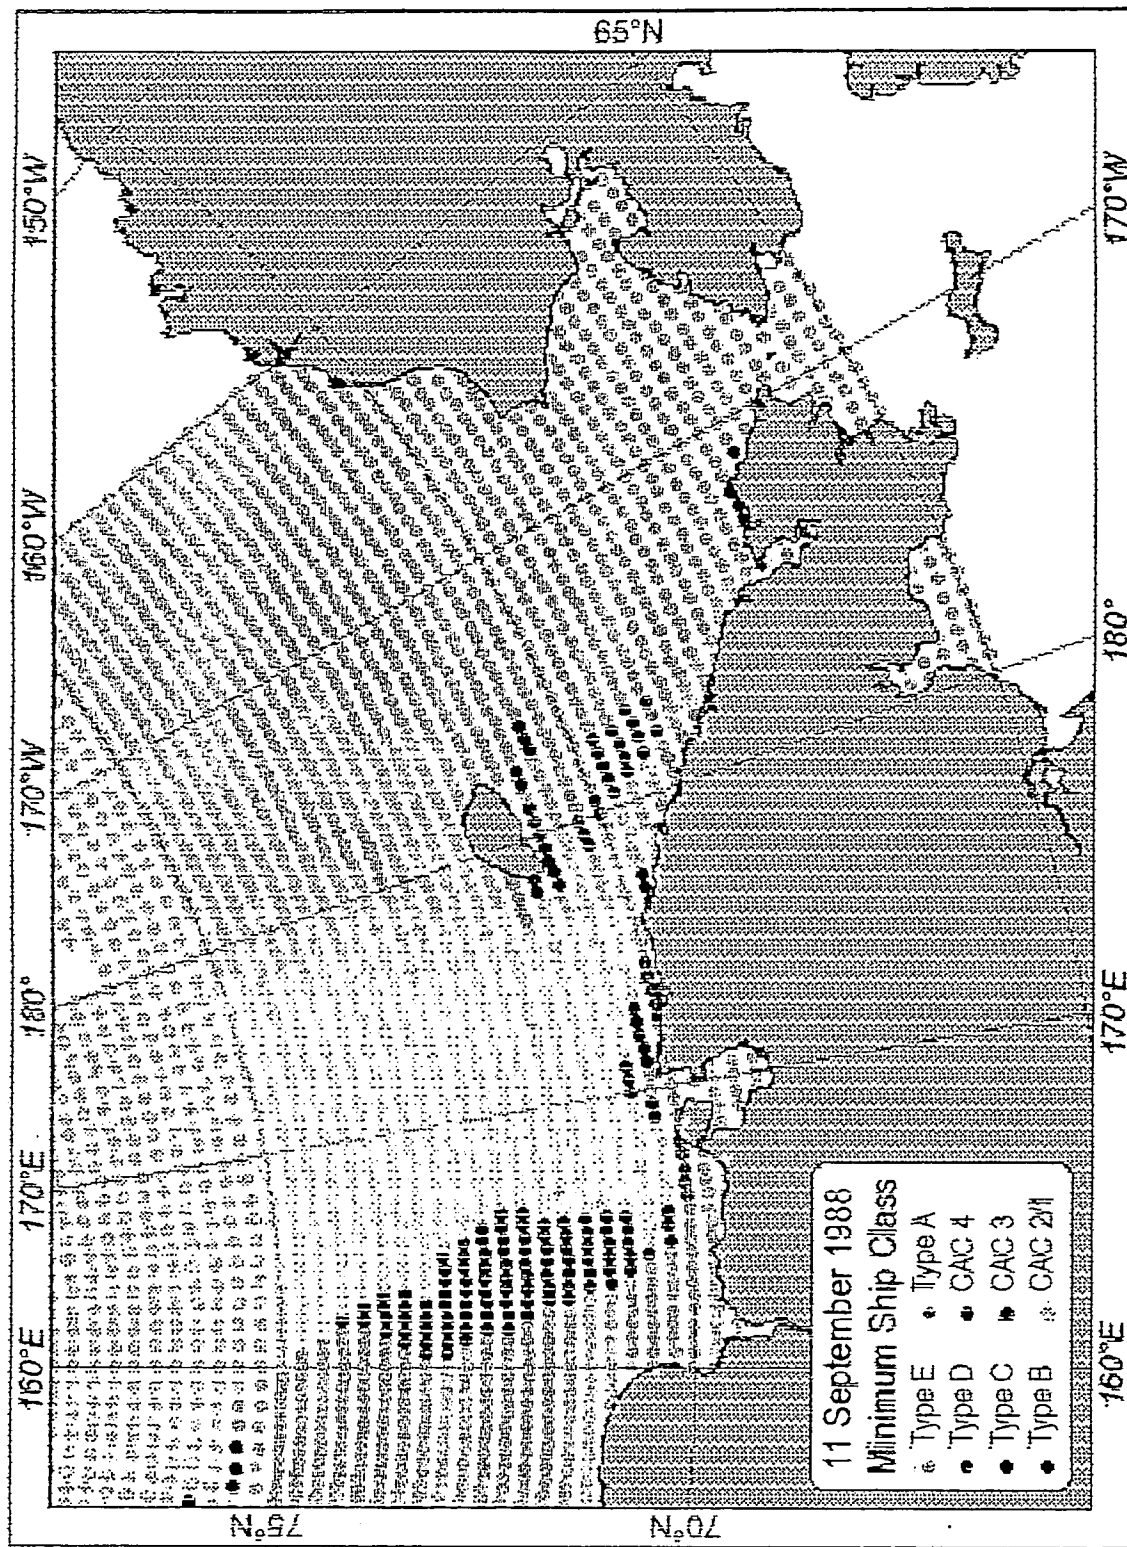 160°E
170°E
180°
170°W
160°W
150°W
65°N
75°N
70°N
11 September 1988
Minimum Ship Class
Type E Type A
Type D CAC 4
Type C CAC 3
Type B CAC 2/1
160°E
170°E
180°
170°W